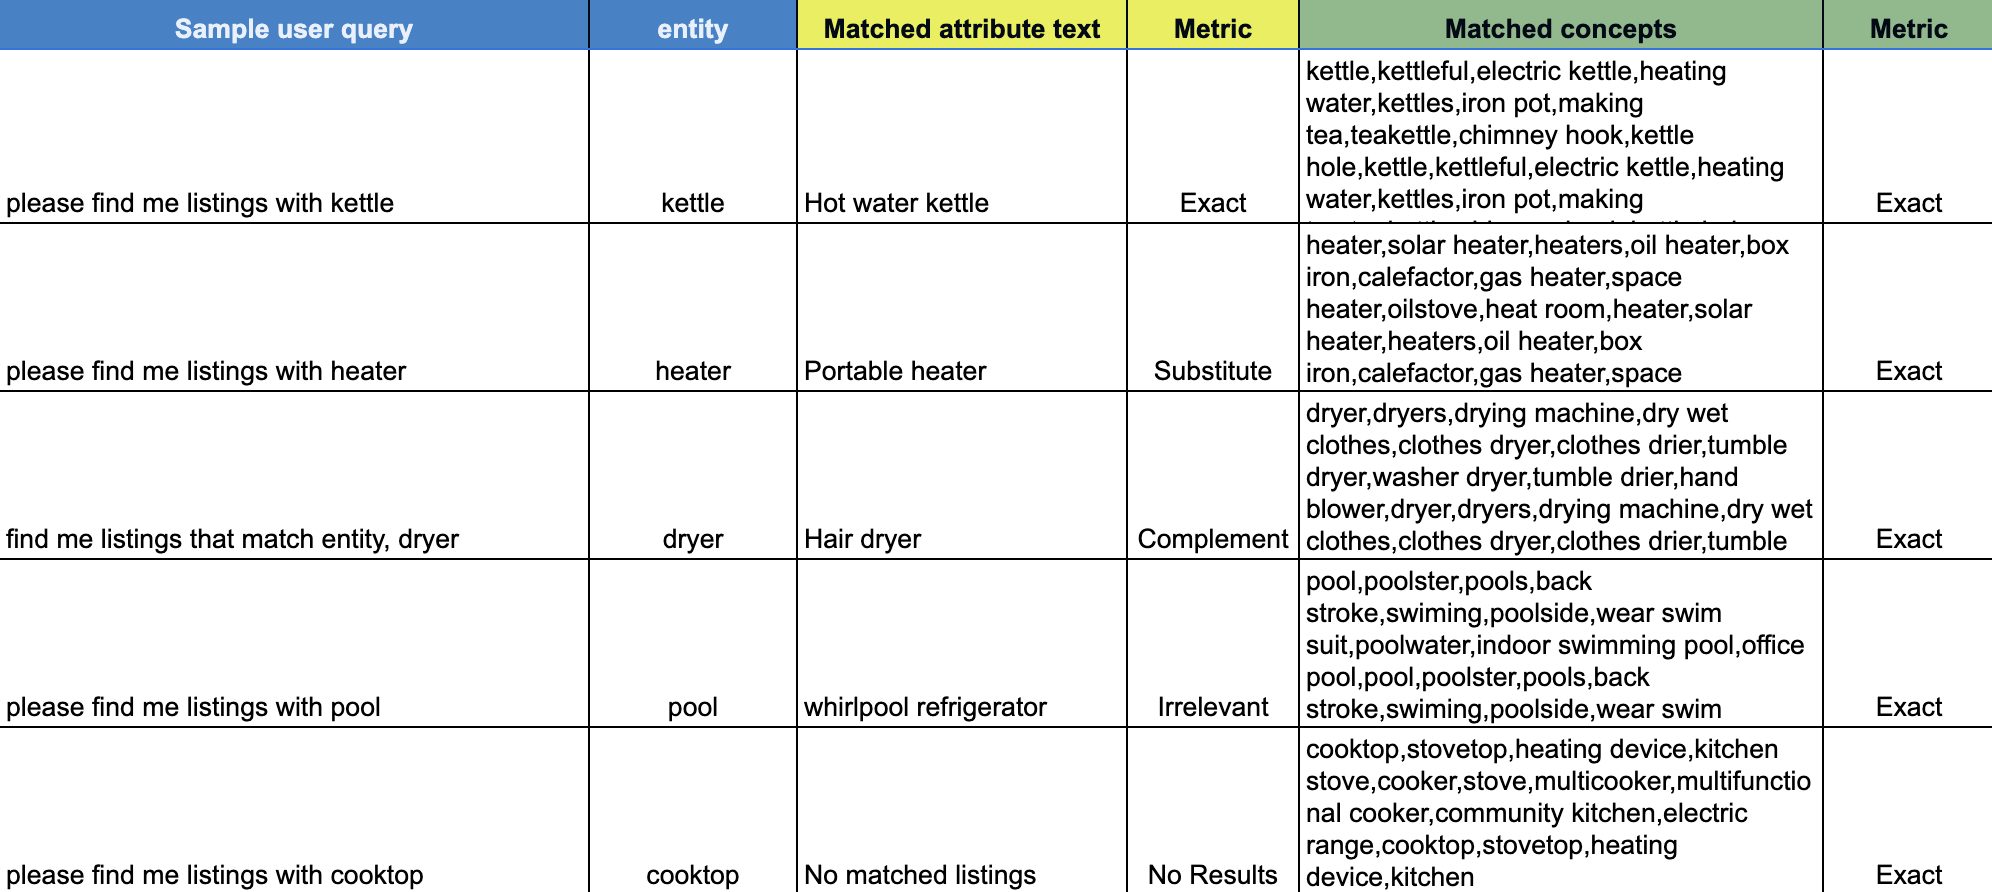 Sample user query entity Matched attribute text Metric Matched concepts Metric
kettle,kettleful,electric kettle,heating
water,kettles,iron pot,making
tea,teakettle,chimney hook,kettle
hole,kettle,kettleful,electric kettle,heating
water,kettles,iron pot,making
please find me listings with kettle kettle Hot water kettle Exact Exact
heater,solar heater,heaters,oil heater,box
iron,calefactor,gas heater,space
heater,oilstove,heat room,heater,solar
heater,heaters,oil heater,box
iron,calefactor,gas heater,space
please find me listings with heater heater Portable heater Substitute Exact
dryer,dryers,drying machine,dry wet
clothes,clothes dryer,clothes drier,tumble
dryer,washer dryer,tumble drier,hand
blower,dryer,dryers,drying machine,dry wet
clothes,clothes dryer,clothes drier,tumble
find me listings that match entity, dryer dryer Hair dryer Complement Exact
pool,poolster,pools,back
stroke,swiming,poolside,wear swim
suit,poolwater,indoor swimming pool,office
pool,pool,poolster,pools,back
stroke,swiming,poolside,wear swim
please find me listings with pool pool whirlpool refrigerator Irrelevant Exact
cooktop,stovetop,heating device,kitchen
stove,cooker,stove,multicooker,multifunctio
nal cooker,community kitchen,electric
range,cooktop,stovetop,heating
device,kitchen
please find me listings with cooktop cooktop No matched listings No Results Exact